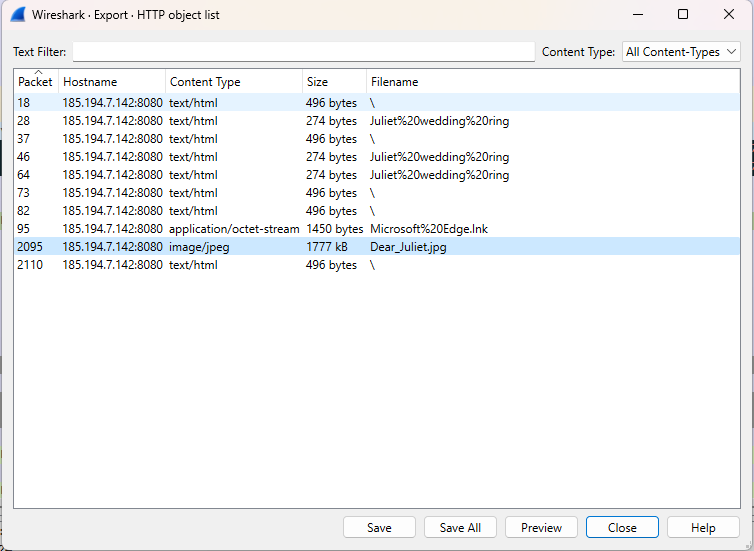 Wireshark · Export · HTTP object list
Text Filter: Content Type: All Content-Types
Packet Hostname Content Type Size Filename
18 185.194.7.142:8080 text/html 496 bytes \
28 185.194.7.142:8080 text/html 274 bytes Juliet%20wedding%20ring
37 185.194.7.142:8080 text/html 496 bytes \
46 185.194.7.142:8080 text/html 274 bytes Juliet%20wedding%20ring
64 185.194.7.142:8080 text/html 274 bytes Juliet%20wedding%20ring
73 185.194.7.142:8080 text/html 496 bytes \
82 185.194.7.142:8080 text/html 496 bytes \
95 185.194.7.142:8080 application/octet-stream 1450 bytes Microsoft%20Edge.lnk
2095 185.194.7.142:8080 image/jpeg 1777 kB Dear_Juliet.jpg
2110 185.194.7.142:8080 text/html 496 bytes \
Save Save All Preview Close Help